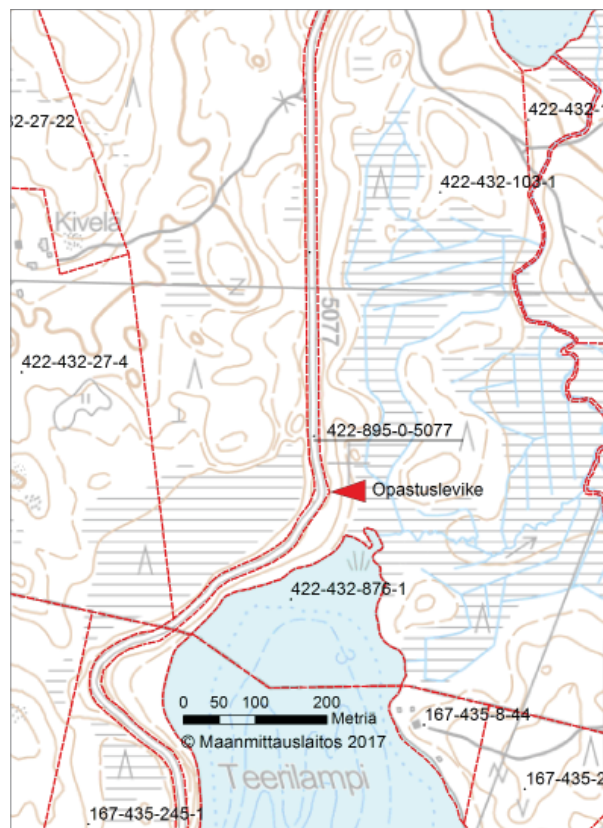 422-432-
32-27-22
422-432-103-1
Kivelä
5077
422-432-27-4
422-895-0-5077
Opastuslevike
422-432-876-1
3
0 50 100 200
Metriä
167-435-8-44
© Maanmittauslaitos 2017
Teerilampi
167-435-2
167-435-245-1